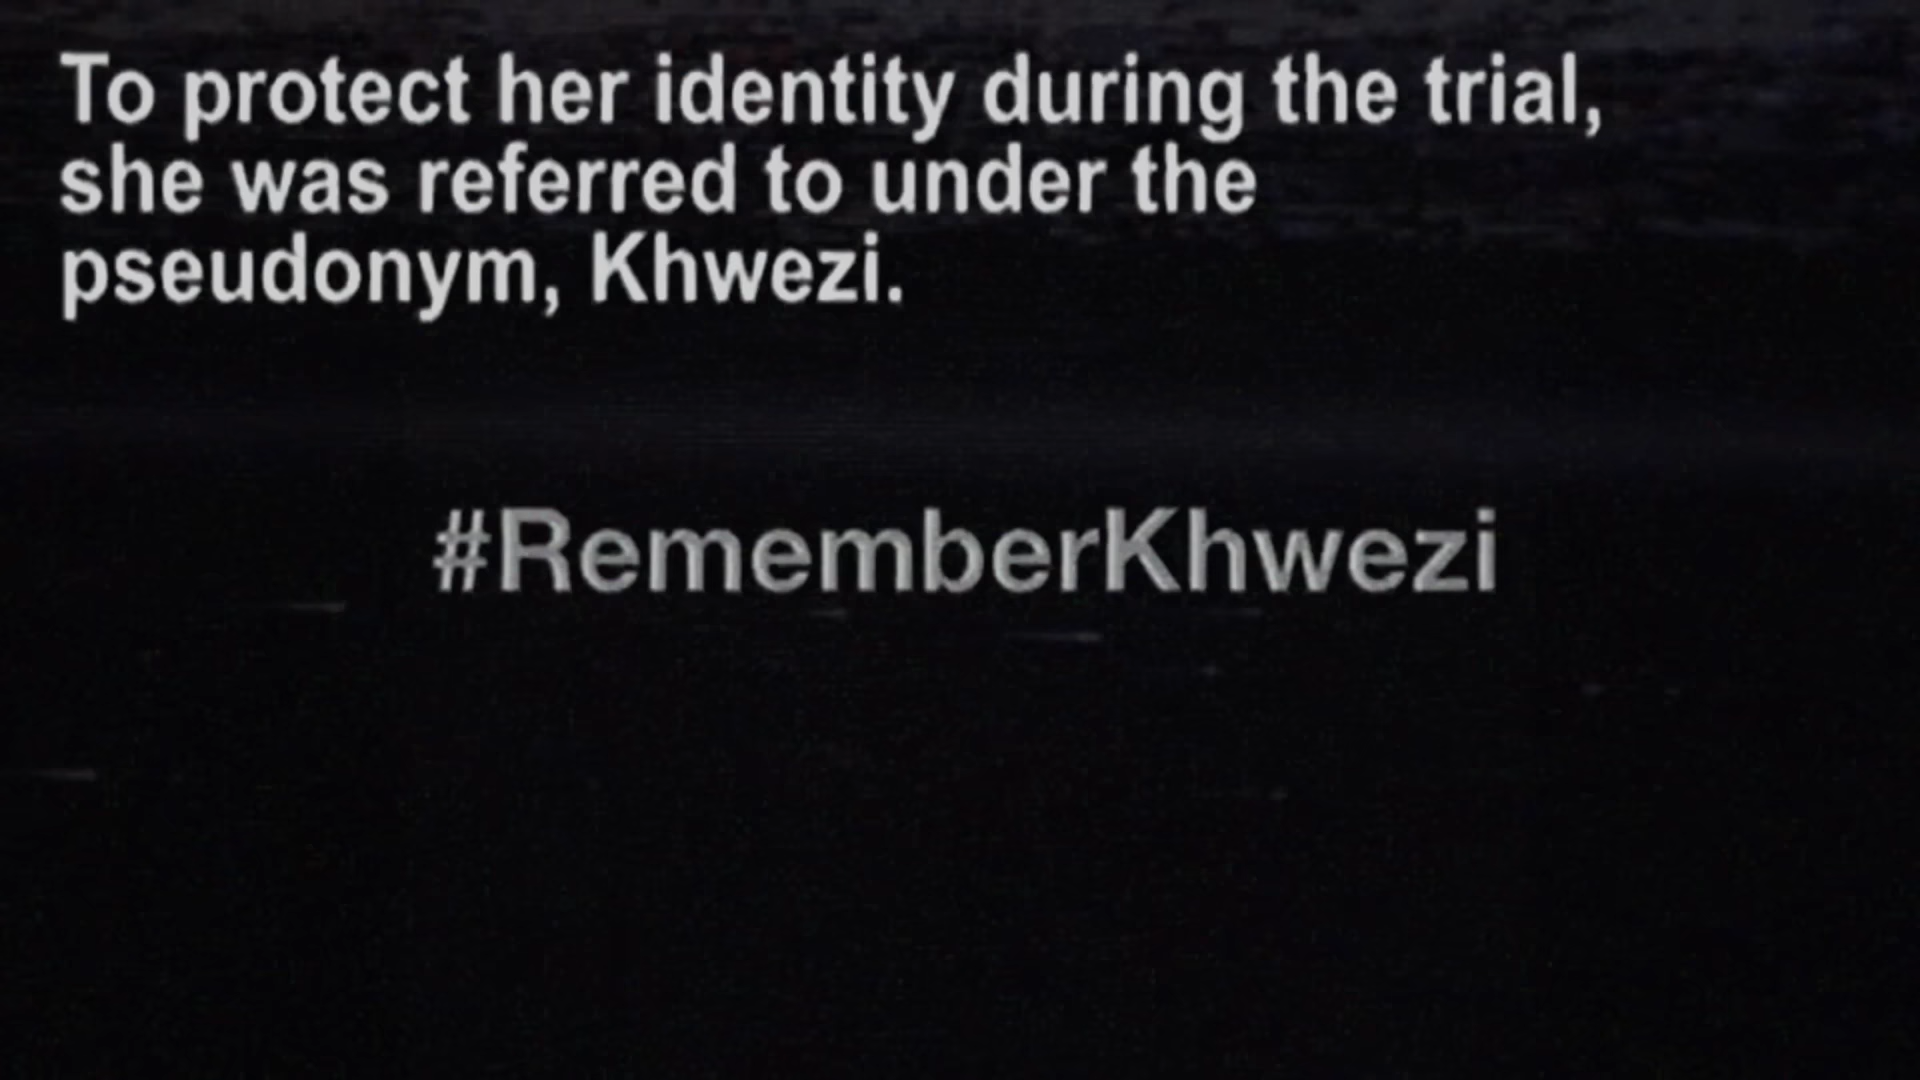 To protect her identity during the trial,
she was referred to under the
pseudonym, Khwezi.
#RememberKhwezi